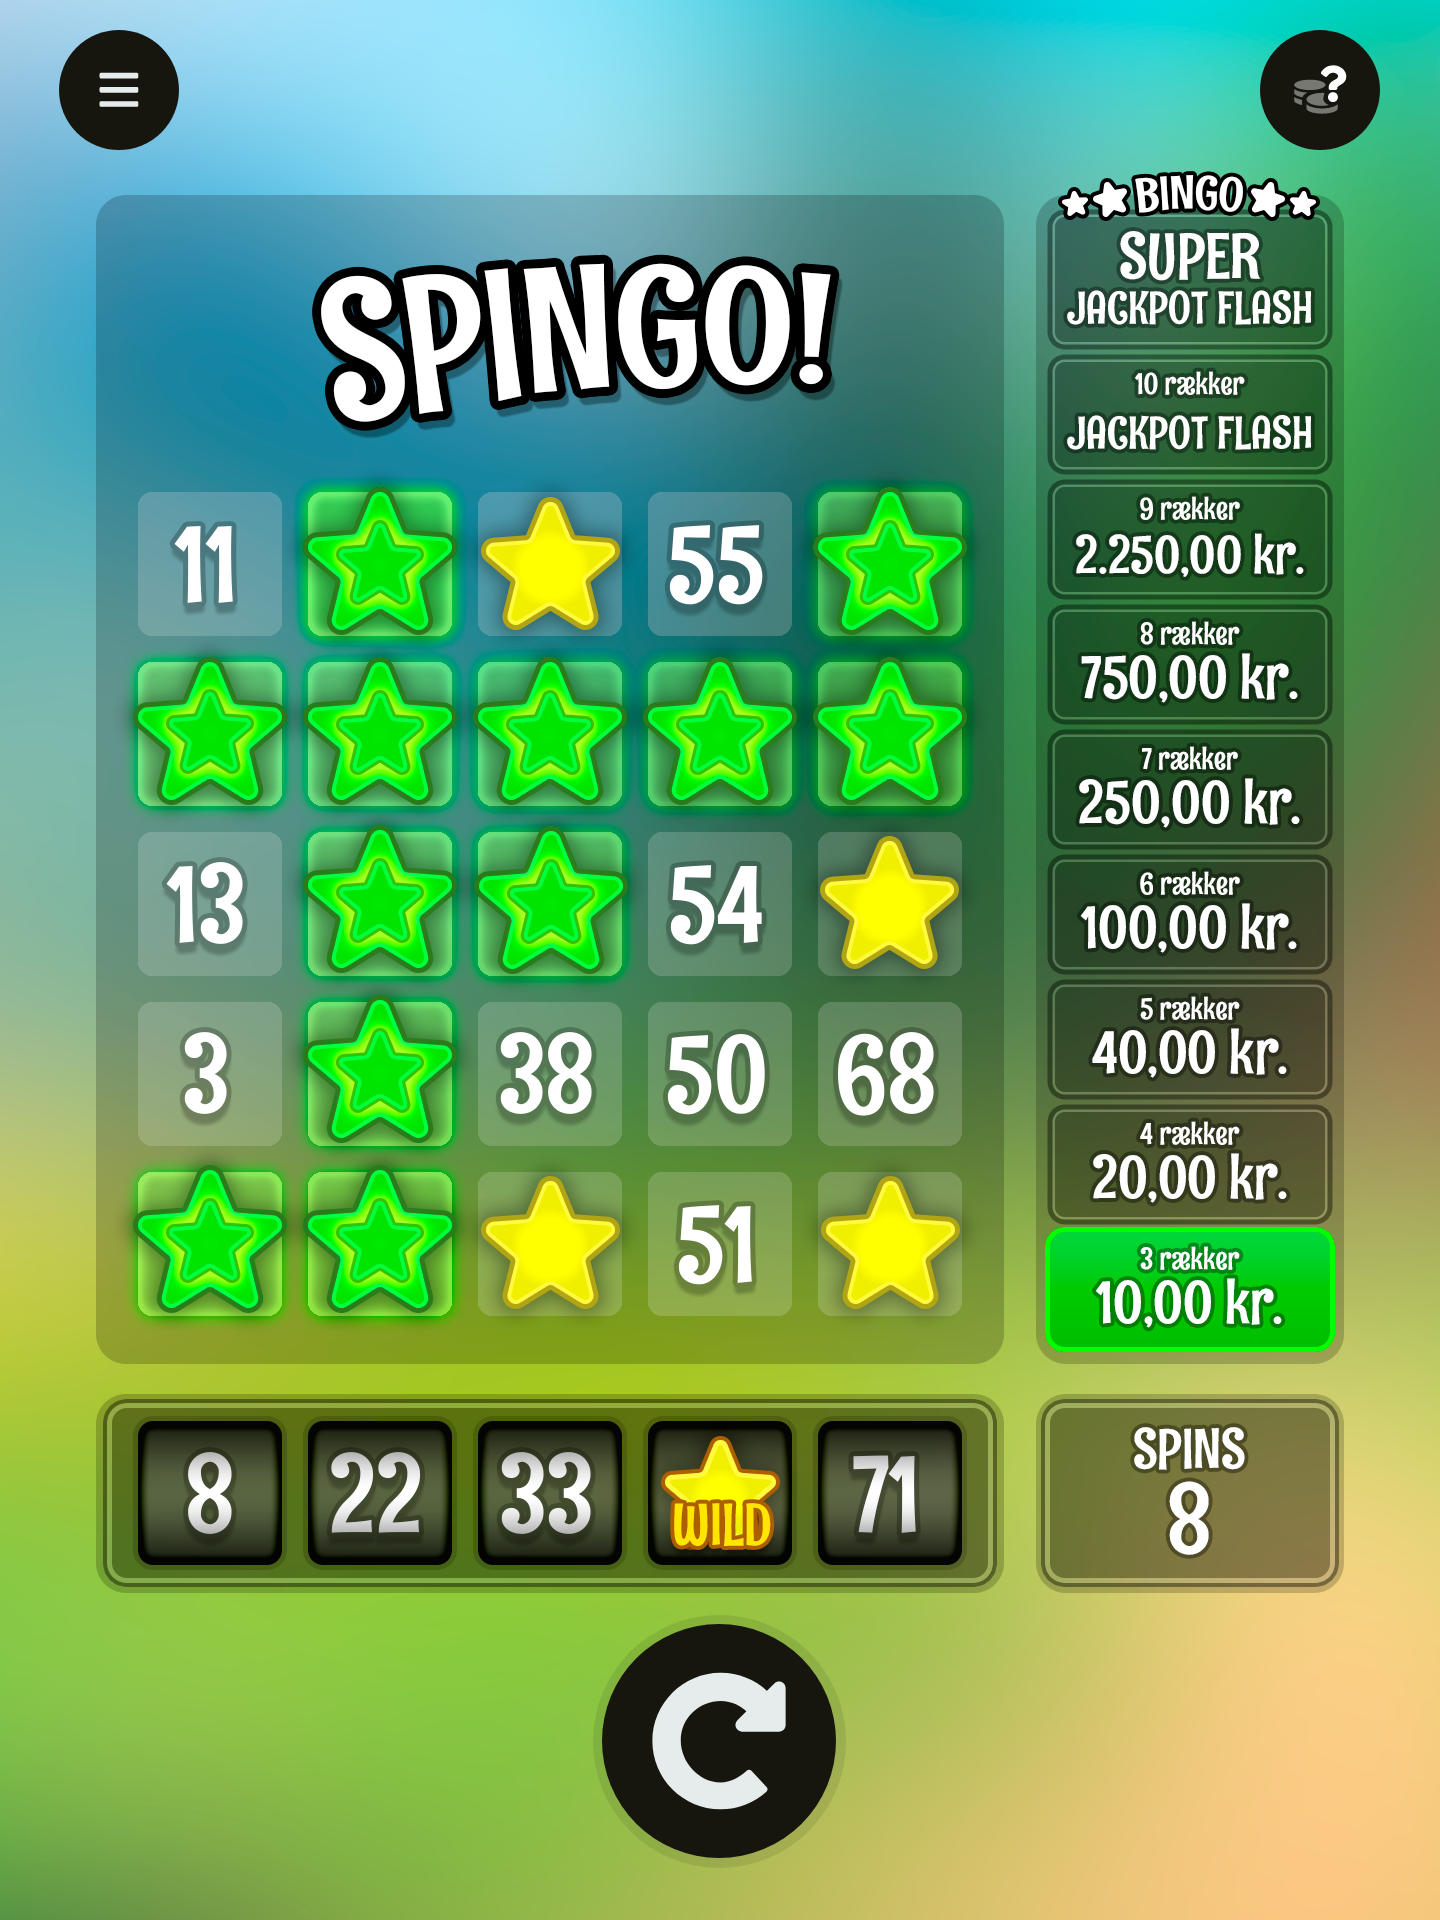 SPINGO!
11 55
13 54
3 38 50 68
51
BINGO
SUPER
JACKPOT FLASH
10 rækker
JACKPOT FLASH
9 rækker
2.250,00 kr.
8 rækker
750,00 kr.
7 rækker
250,00 kr.
6 rækker
100,00 kr.
5 rækker
40,00 kr.
4 rækker
20,00 kr.
3 rækker
10,00 kr.
8 22 33 WILD 71
SPINS
8